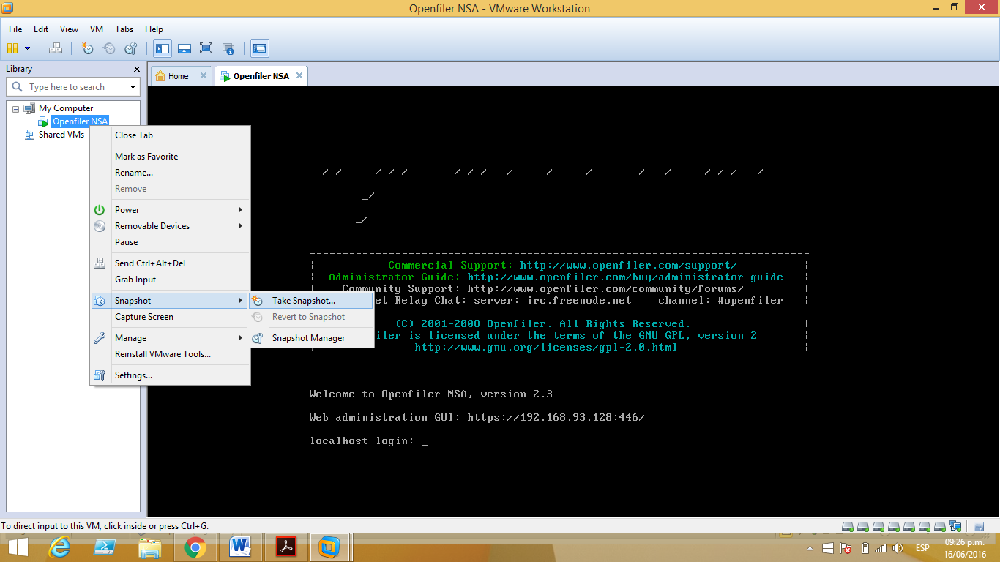 Openfiler NSA - VMware Workstation
File Edit View VM Tabs Help
Library
Type here to search
My Computer
Openfiler NSA
Shared VMs
Home
Openfiler NSA
Close Tab
Mark as Favorite
Rename...
Remove
Power
Removable Devices
Pause
Send Ctrl+Alt+Del
Grab Input
Snapshot
Capture Screen
Manage
Reinstall VMware Tools...
Settings...
Take Snapshot...
Revert to Snapshot
Snapshot Manager
Commercial Support: http://www.openfiler.com/support/
Administrator Guide: http://www.openfiler.com/buy/administrator-guide
Community Support: http://www.openfiler.com/community/forums/
et Relay Chat: server: irc.freenode.net channel: #openfiler
(C) 2001-2008 Openfiler. All Rights Reserved.
iler is licensed under the terms of the GNU GPL, version 2
http://www.gnu.org/licenses/gpl-2.0.html
Welcome to Openfiler NSA, version 2.3
Web administration GUI: https://192.168.93.128:446/
localhost login: _
To direct input to this VM, click inside or press Ctrl+G.
ESP
09:26 p.m.
16/06/2016